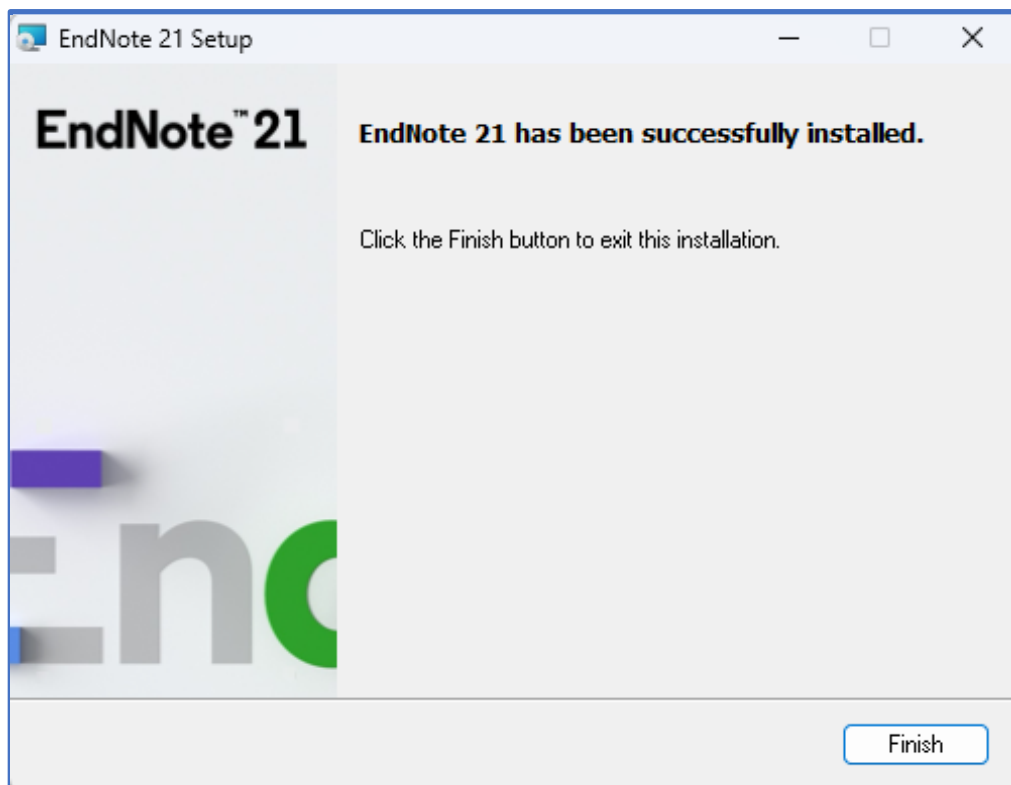 EndNote 21 Setup
EndNote™21
EndNote 21 has been successfully installed.
Click the Finish button to exit this installation.
End
Finish